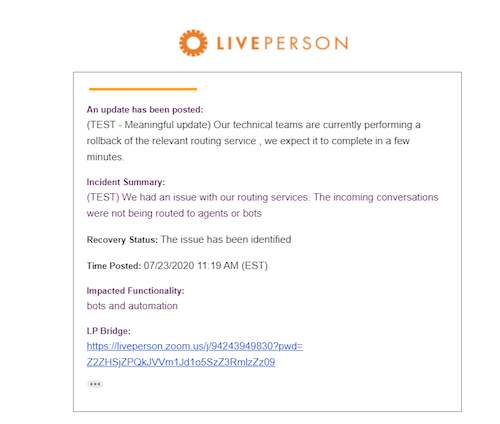 LIVEPERSON
An update has been posted:
(TEST - Meaningful update) Our technical teams are currently performing a
rollback of the relevant routing service , we expect it to complete in a few
minutes.
Incident Summary:
(TEST) We had an issue with our routing services. The incoming conversations
were not being routed to agents or bots
Recovery Status: The issue has been identified
Time Posted: 07/23/2020 11:19 AM (EST)
Impacted Functionality:
bots and automation
LP Bridge:
https://liveperson.zoom.us/j/94243949830?pwd=
Z2ZHSjZPQkJVVm1Jd1o5SzZ3RmlzZz09